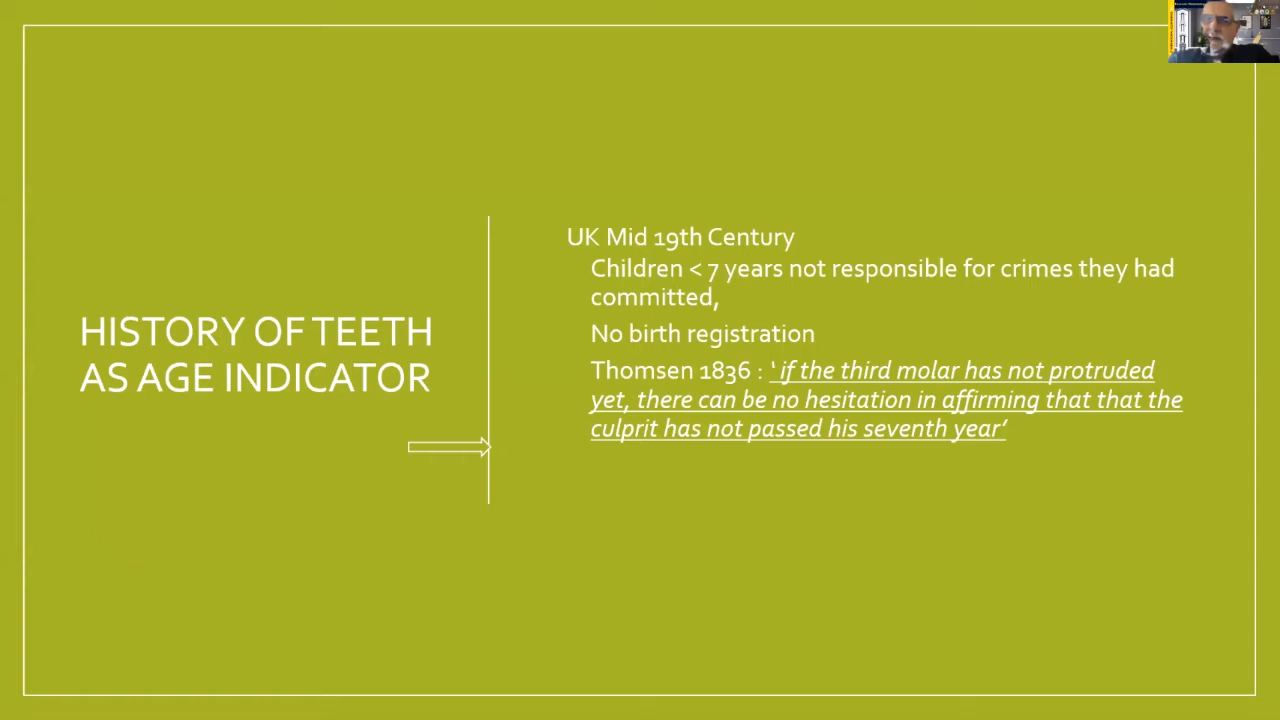 HISTORY OF TEETH
AS AGE INDICATOR
UK Mid 19th Century
Children < 7 years not responsible for crimes they had
committed,
No birth registration
Thomsen 1836 : ‘ if the third molar has not protruded
yet, there can be no hesitation in affirming that that the
culprit has not passed his seventh year’